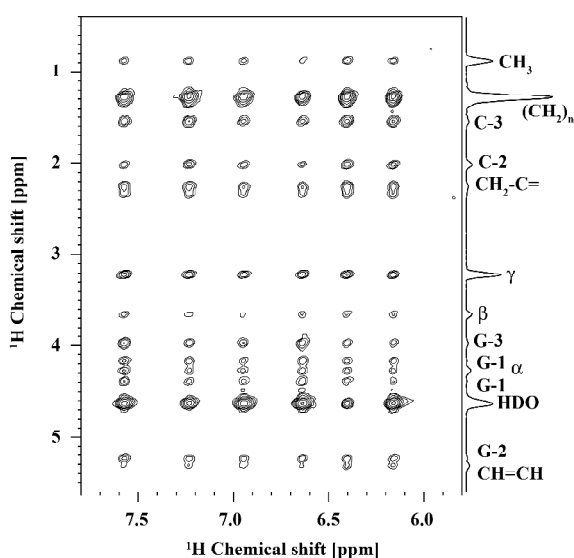 CH3
1
(CH2)n
C-3
2
C-2
CH2-C=
3
γ
β
4
G-3
G-1 α
G-1
HDO
5
G-2
CH=CH
7.5 7.0 6.5 6.0
1H Chemical shift [ppm]
1H Chemical shift [ppm]